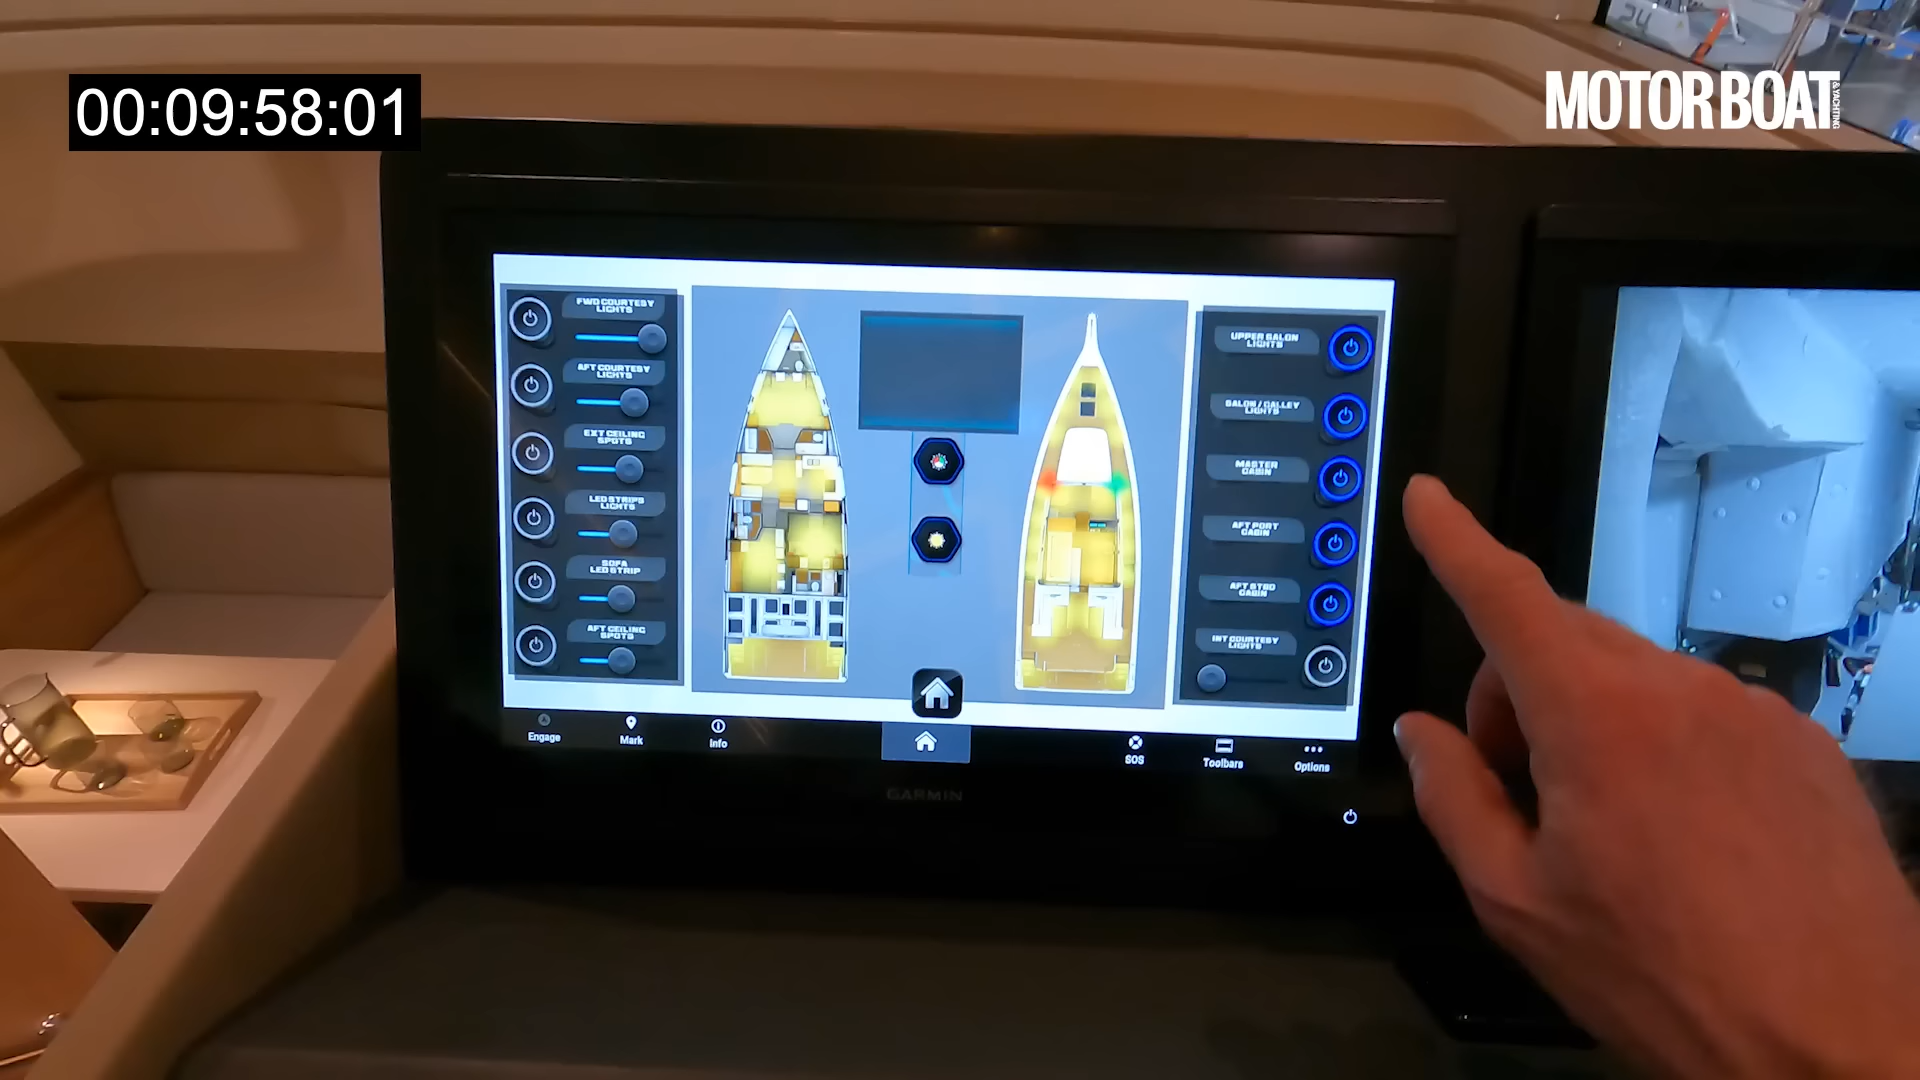 00:09:58:01
MOTOR BOAT
& YACHTING
24
FWD COURTESY
LIGHTS
AFT COURTESY
LIGHTS
EXT CEILING
SPOTS
LED STRIPS
LIGHTS
SOFA
LED STRIP
AFT CEILING
SPOTS
UPPER SALON
LIGHTS
SALON / GALLEY
LIGHTS
MASTER
CABIN
AFT PORT
CABIN
AFT STBD
CABIN
INT COURTESY
LIGHTS
Engage
Mark
Info
SOS
Toolbars
Options
GARMIN